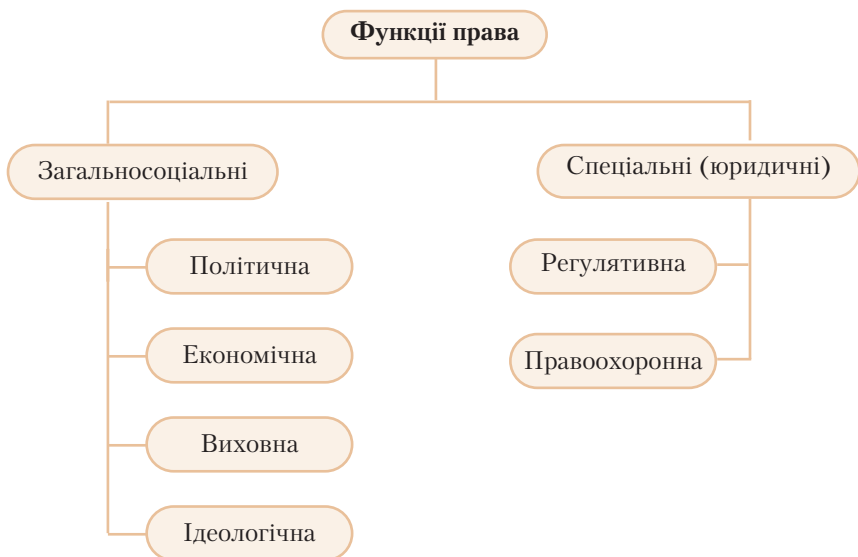 Функції права
Загальносоціальні
Спеціальні (юридичні)
Політична
Регулятивна
Економічна
Правоохоронна
Виховна
Ідеологічна